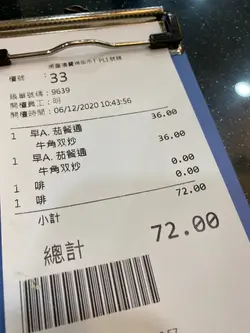 檯號： 33
賬單號碼：9639
開檯員工：明
開檯時間：06/12/2020 10:43:56
1 早A. 茄餐通 36.00
牛角双炒
1 早A. 茄餐通 36.00
牛角双炒
1 啡 0.00
1 啡 0.00
小計 72.00
總計 72.00